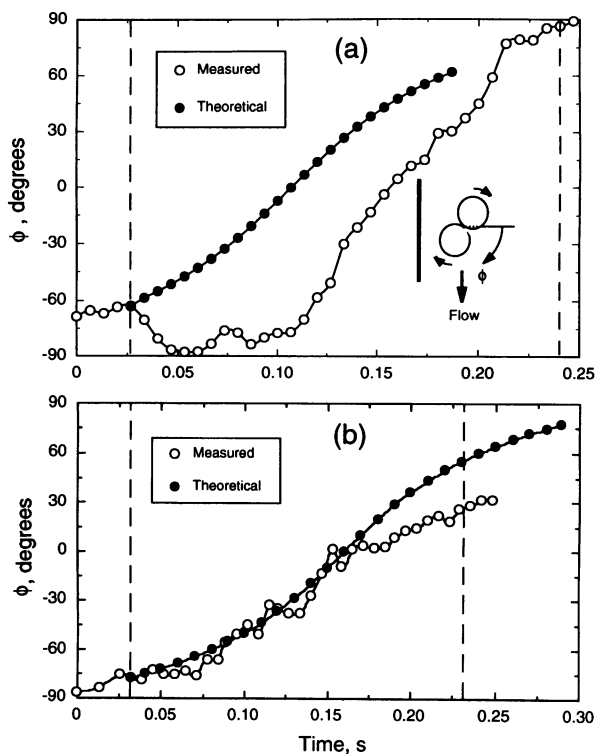 (a)
Measured
Theoretical
90
60
30
0
-30
-60
-90
ϕ , degrees
ϕ
Flow
0
0.05
0.10
0.15
0.20
0.25
(b)
Measured
Theoretical
90
60
30
0
-30
-60
-90
ϕ, degrees
0
0.05
0.10
0.15
0.20
0.25
0.30
Time, s